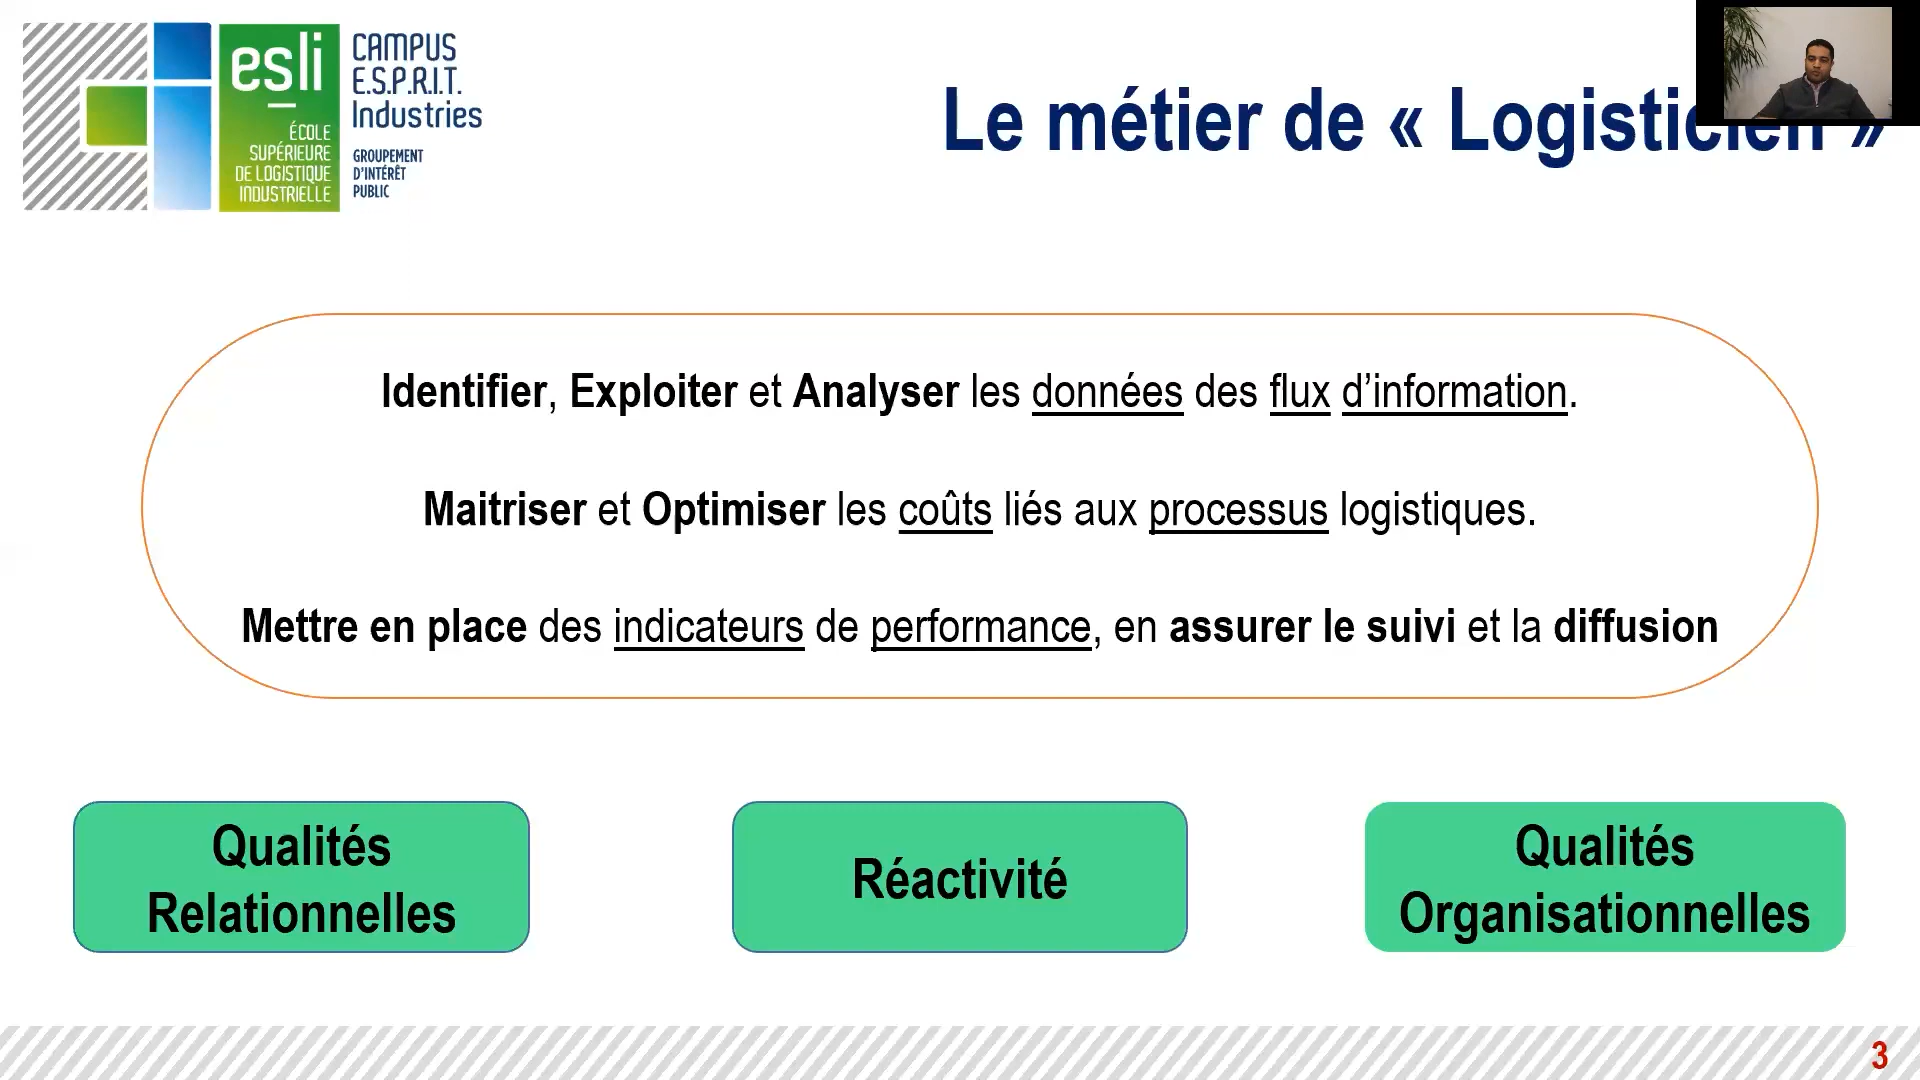 esli
ÉCOLE
SUPÉRIEURE
DE LOGISTIQUE
INDUSTRIELLE
CAMPUS
E.S.P.R.I.T.
Industries
GROUPEMENT
D'INTÉRÊT
PUBLIC
Le métier de « Logisticien »
Identifier, Exploiter et Analyser les données des flux d’information.
Maitriser et Optimiser les coûts liés aux processus logistiques.
Mettre en place des indicateurs de performance, en assurer le suivi et la diffusion
Qualités
Relationnelles
Réactivité
Qualités
Organisationnelles
3